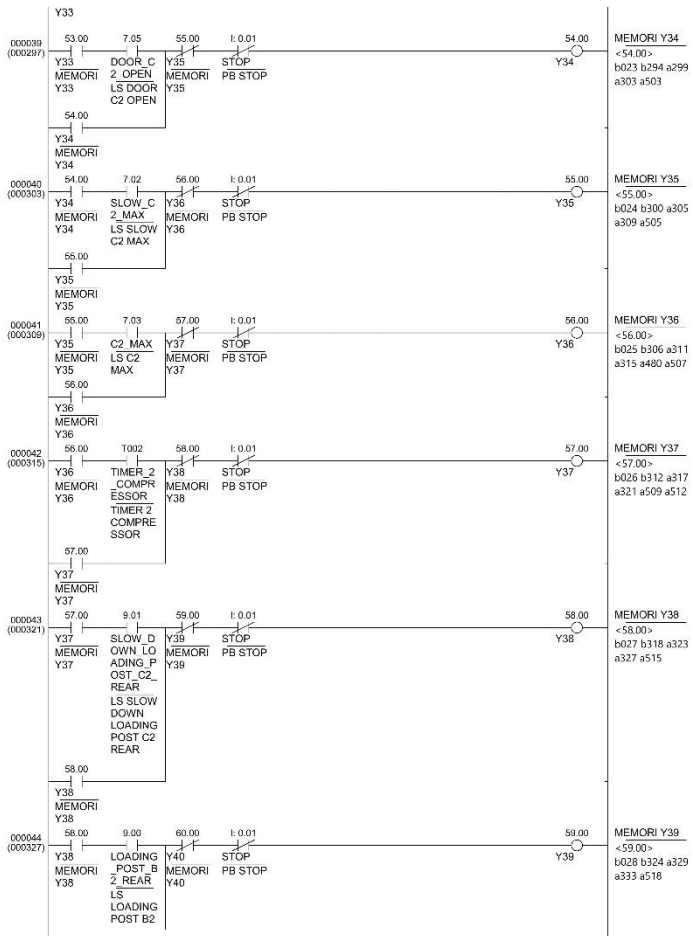 Y33
000039
(000297)
53.00 7.05 55.00 I: 0.01 54.00
Y33 DOOR_C Y35 STOP Y34
MEMORI 2_OPEN MEMORI PB STOP
Y33 LS DOOR Y35
C2 OPEN
MEMORI Y34
<54.00>
b023 b294 a299
a303 a503
54.00
Y34
MEMORI
Y34
000040
(000303)
54.00 7.02 56.00 I: 0.01 55.00
Y34 SLOW_C Y36 STOP Y35
MEMORI 2_MAX MEMORI PB STOP
Y34 LS SLOW Y36
C2 MAX
MEMORI Y35
<55.00>
b024 b300 a305
a309 a505
55.00
Y35
MEMORI
Y35
000041
(000309)
55.00 7.03 57.00 I: 0.01 56.00
Y35 C2_MAX Y37 STOP Y36
MEMORI LS C2 MEMORI PB STOP
Y35 MAX Y37
MEMORI Y36
<56.00>
b025 b306 a311
a315 a480 a507
56.00
Y36
MEMORI
Y36
000042
(000315)
56.00 T002 58.00 I: 0.01 57.00
Y36 TIMER_2 Y38 STOP Y37
MEMORI _COMPR MEMORI PB STOP
Y36 ESSOR Y38
TIMER 2
COMPRE
SSOR
MEMORI Y37
<57.00>
b026 b312 a317
a321 a509 a512
57.00
Y37
MEMORI
Y37
000043
(000321)
57.00 9.01 59.00 I: 0.01 58.00
Y37 SLOW_D Y39 STOP Y38
MEMORI OWN_LO MEMORI PB STOP
Y37 ADING_P Y39
OST_C2_
REAR
LS SLOW
DOWN
LOADING
POST C2
REAR
MEMORI Y38
<58.00>
b027 b318 a323
a327 a515
58.00
Y38
MEMORI
Y38
000044
(000327)
58.00 9.00 60.00 I: 0.01 59.00
Y38 LOADING Y40 STOP Y39
MEMORI _POST_B MEMORI PB STOP
Y38 2_REAR Y40
LS
LOADING
POST B2
MEMORI Y39
<59.00>
b028 b324 a329
a333 a518